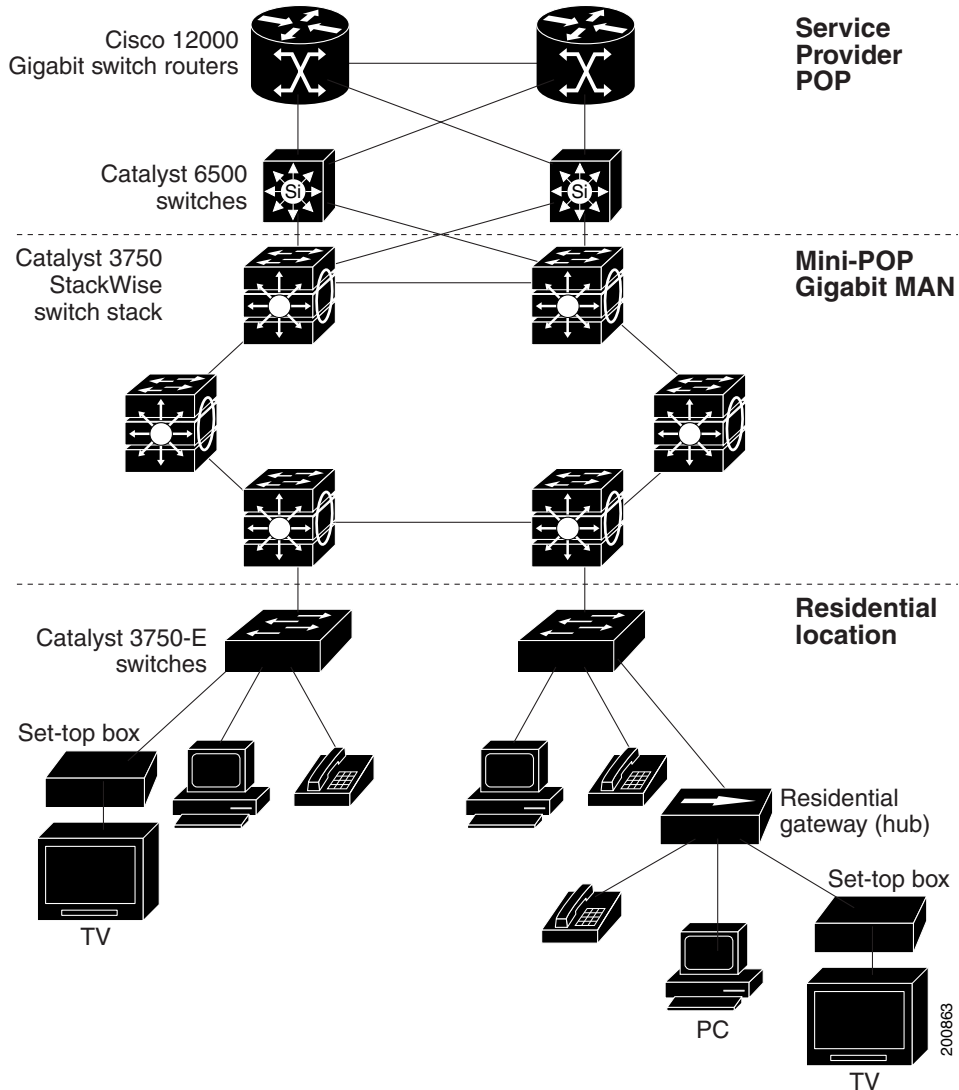 Cisco 12000
Gigabit switch routers
Service
Provider
POP
Catalyst 6500
switches
Si
Si
Catalyst 3750
StackWise
switch stack
Mini-POP
Gigabit MAN
Residential
location
Catalyst 3750-E
switches
Set-top box
TV
Residential
gateway (hub)
Set-top box
PC
TV
200863